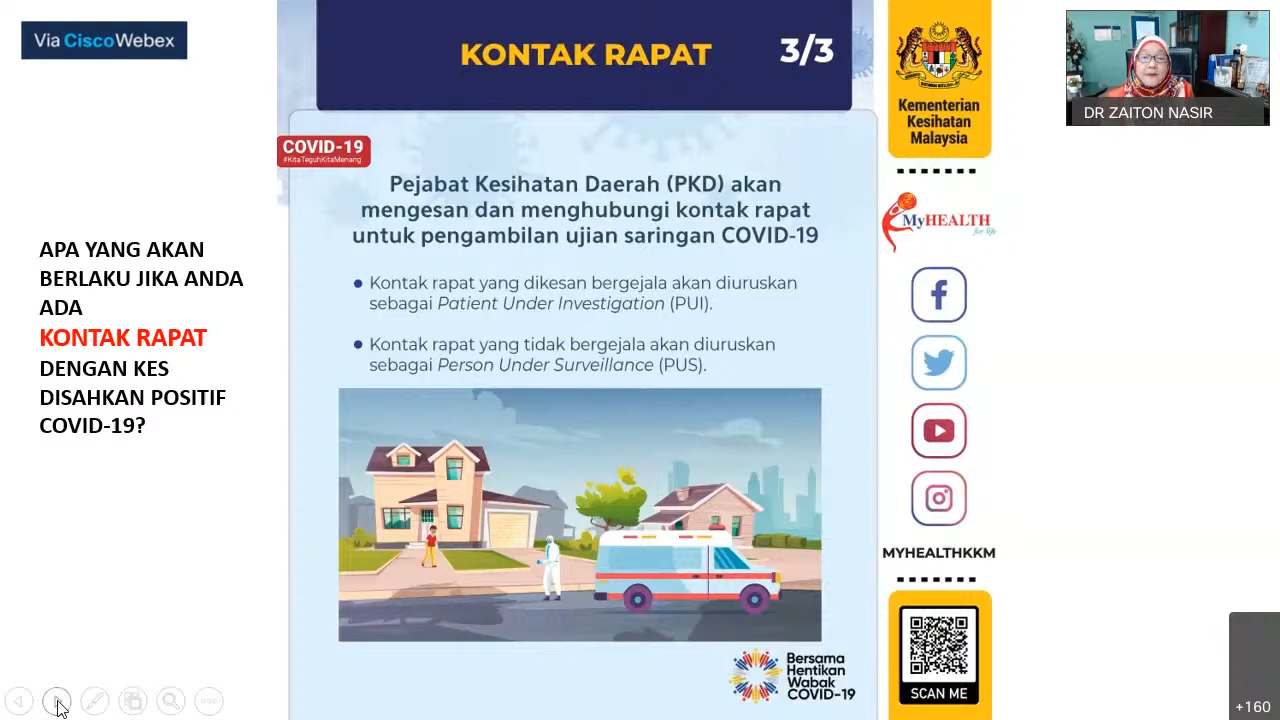 Via CiscoWebex
APA YANG AKAN
BERLAKU JIKA ANDA
ADA
KONTAK RAPAT
DENGAN KES
DISAHKAN POSITIF
COVID-19?
KONTAK RAPAT
3/3
COVID-19
#KitaTeguhKitaMenang
Pejabat Kesihatan Daerah (PKD) akan
mengesan dan menghubungi kontak rapat
untuk pengambilan ujian saringan COVID-19
Kontak rapat yang dikesan bergejala akan diuruskan
sebagai Patient Under Investigation (PUI).
Kontak rapat yang tidak bergejala akan diuruskan
sebagai Person Under Surveillance (PUS).
Bersama
Hentikan
Wabak
COVID-19
Kementerian
Kesihatan
Malaysia
MyHEALTH
for life
MYHEALTHKKM
SCAN ME
DR ZAITON NASIR
+160